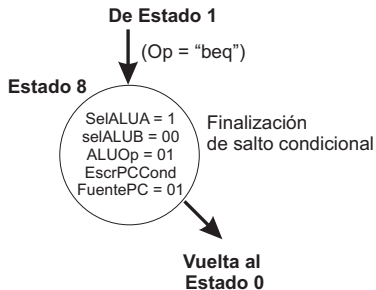 De Estado 1
(Op = “beq”)
Estado 8
SelALUA = 1
selALUB = 00
ALUOp = 01
EscrPCCond
FuentePC = 01
Finalización
de salto condicional
Vuelta al
Estado 0